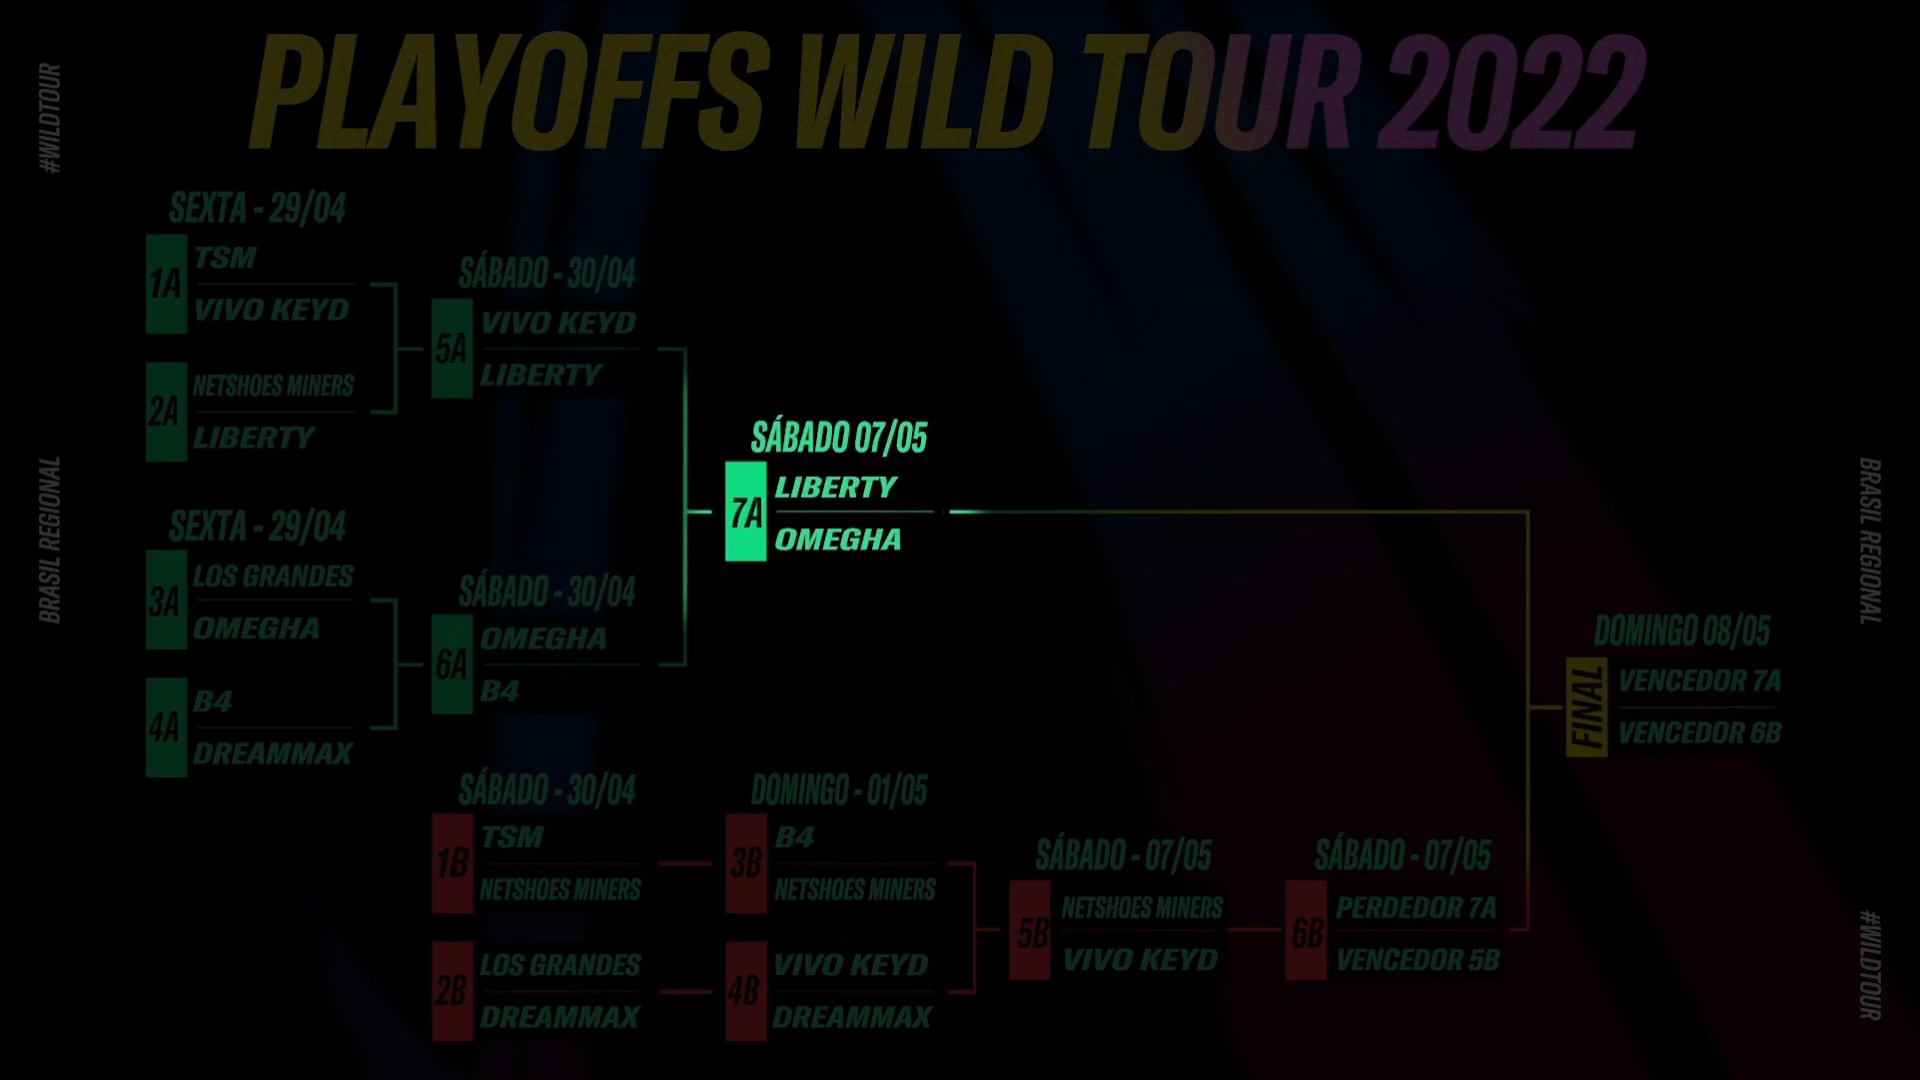 PLAYOFFS WILD TOUR 2022
#WILDTOUR
BRASIL REGIONAL
SEXTA - 29/04
1A
TSM
VIVO KEYD
2A
NETSHOES MINERS
LIBERTY
SEXTA - 29/04
3A
LOS GRANDES
OMEGHA
4A
B4
DREAMMAX
SÁBADO - 30/04
5A
VIVO KEYD
LIBERTY
SÁBADO - 30/04
6A
OMEGHA
B4
SÁBADO 07/05
7A
LIBERTY
OMEGHA
SÁBADO - 30/04
1B
TSM
NETSHOES MINERS
2B
LOS GRANDES
DREAMMAX
DOMINGO - 01/05
3B
B4
NETSHOES MINERS
4B
VIVO KEYD
DREAMMAX
SÁBADO - 07/05
5B
NETSHOES MINERS
VIVO KEYD
SÁBADO - 07/05
6B
PERDEDOR 7A
VENCEDOR 5B
DOMINGO 08/05
FINAL
VENCEDOR 7A
VENCEDOR 6B
BRASIL REGIONAL
#WILDTOUR